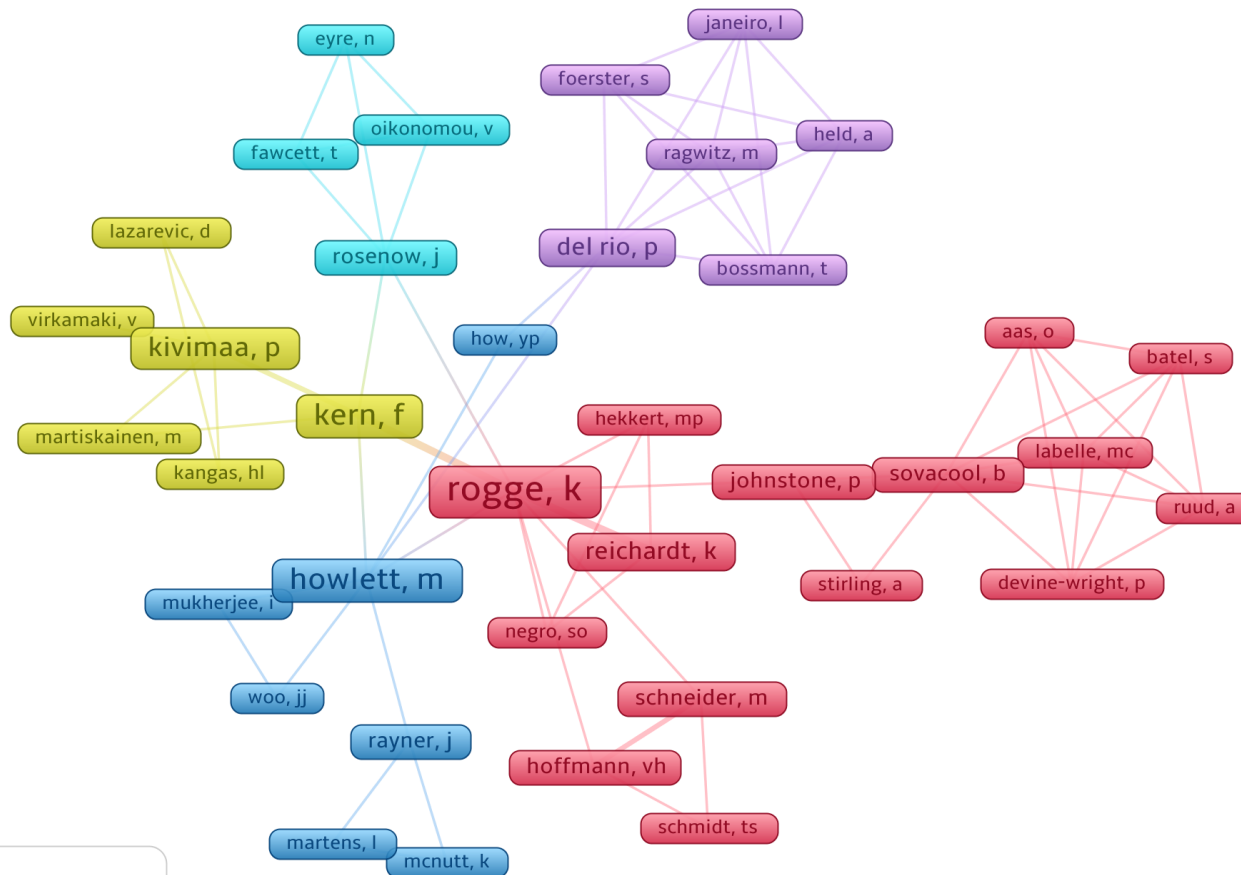 janeiro, l
eyre, n
foerster, s
oikonomou, v
held, a
fawcett, t
ragwitz, m
lazarevic, d
del rio, p
rosenow, j
bossmann, t
virkamaki, v
kivimaa, p
how, yp
aas, o
batel, s
kern, f
hekkert, mp
martiskainen, m
labelle, mc
kangas, hl
johnstone, p
sovacool, b
rogge, k
ruud, a
reichardt, k
howlett, m
stirling, a
devine-wright, p
mukherjee, i
negro, so
woo, jj
schneider, m
rayner, j
hoffmann, vh
schmidt, ts
martens, l
mcnutt, k